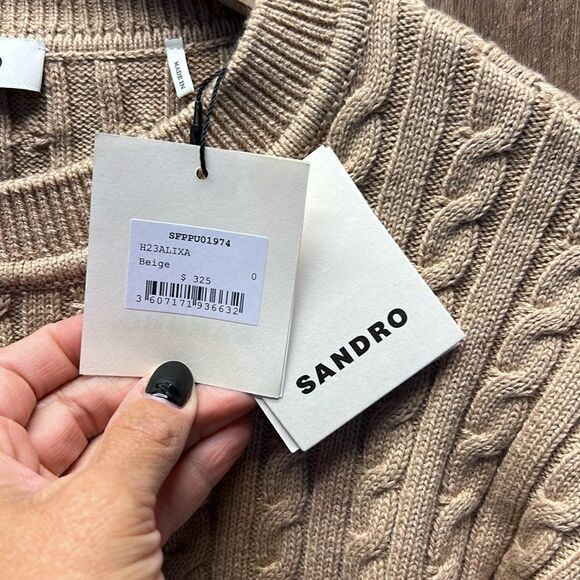 MADE IN
SFPPU01974
H23ALIXA
Beige
$ 325 0
3 607171 936632
SANDRO